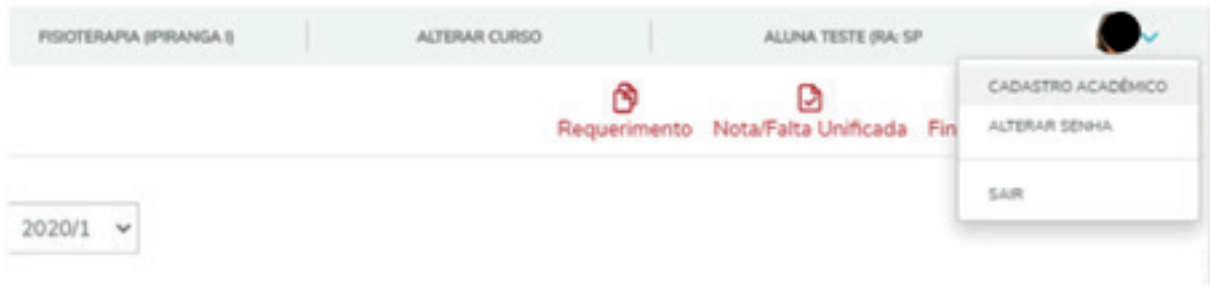 FISIOTERAPIA (IPIRANGA I)
ALTERAR CURSO
ALUNA TESTE (RA: SP
CADASTRO ACADÊMICO
Requerimento
Nota/Falta Unificada
Fin
ALTERAR SENHA
SAIR
2020/1